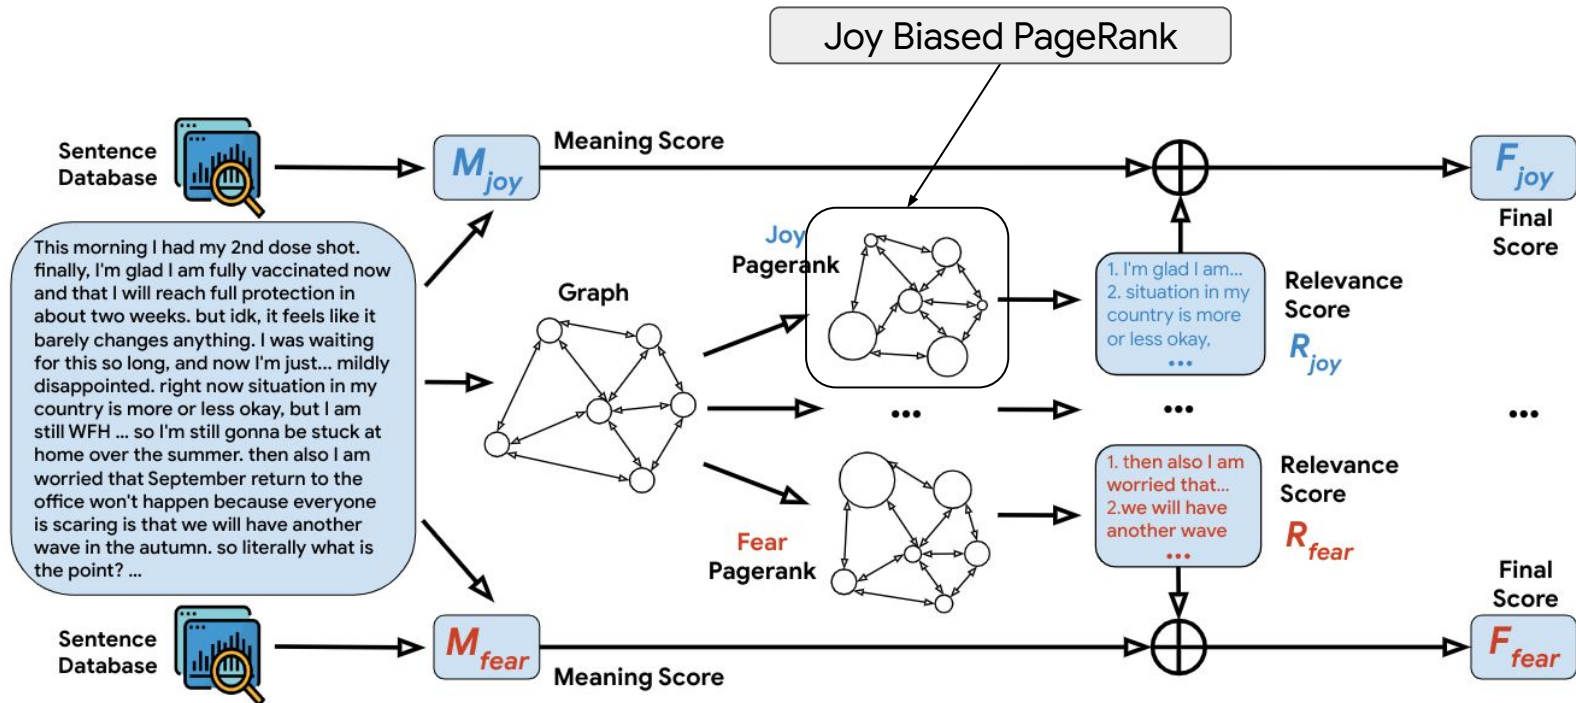 Joy Biased PageRank
Sentence
Database
M joy
Meaning Score
F joy
Final
Score
This morning I had my 2nd dose shot.
finally, I'm glad I am fully vaccinated now
and that I will reach full protection in
about two weeks. but idk, it feels like it
barely changes anything. I was waiting
for this so long, and now I'm just... mildly
disappointed. right now situation in my
country is more or less okay, but I am
still WFH ... so I'm still gonna be stuck at
home over the summer. then also I am
worried that September return to the
office won't happen because everyone
is scaring is that we will have another
wave in the autumn. so literally what is
the point? ...
Graph
Joy
Pagerank
1. I'm glad I am...
2. situation in my
country is more
or less okay,
...
Relevance
Score
R joy
...
...
...
Fear
Pagerank
1. then also I am
worried that...
2.we will have
another wave
...
Relevance
Score
R fear
Sentence
Database
M fear
Meaning Score
Final
Score
F fear